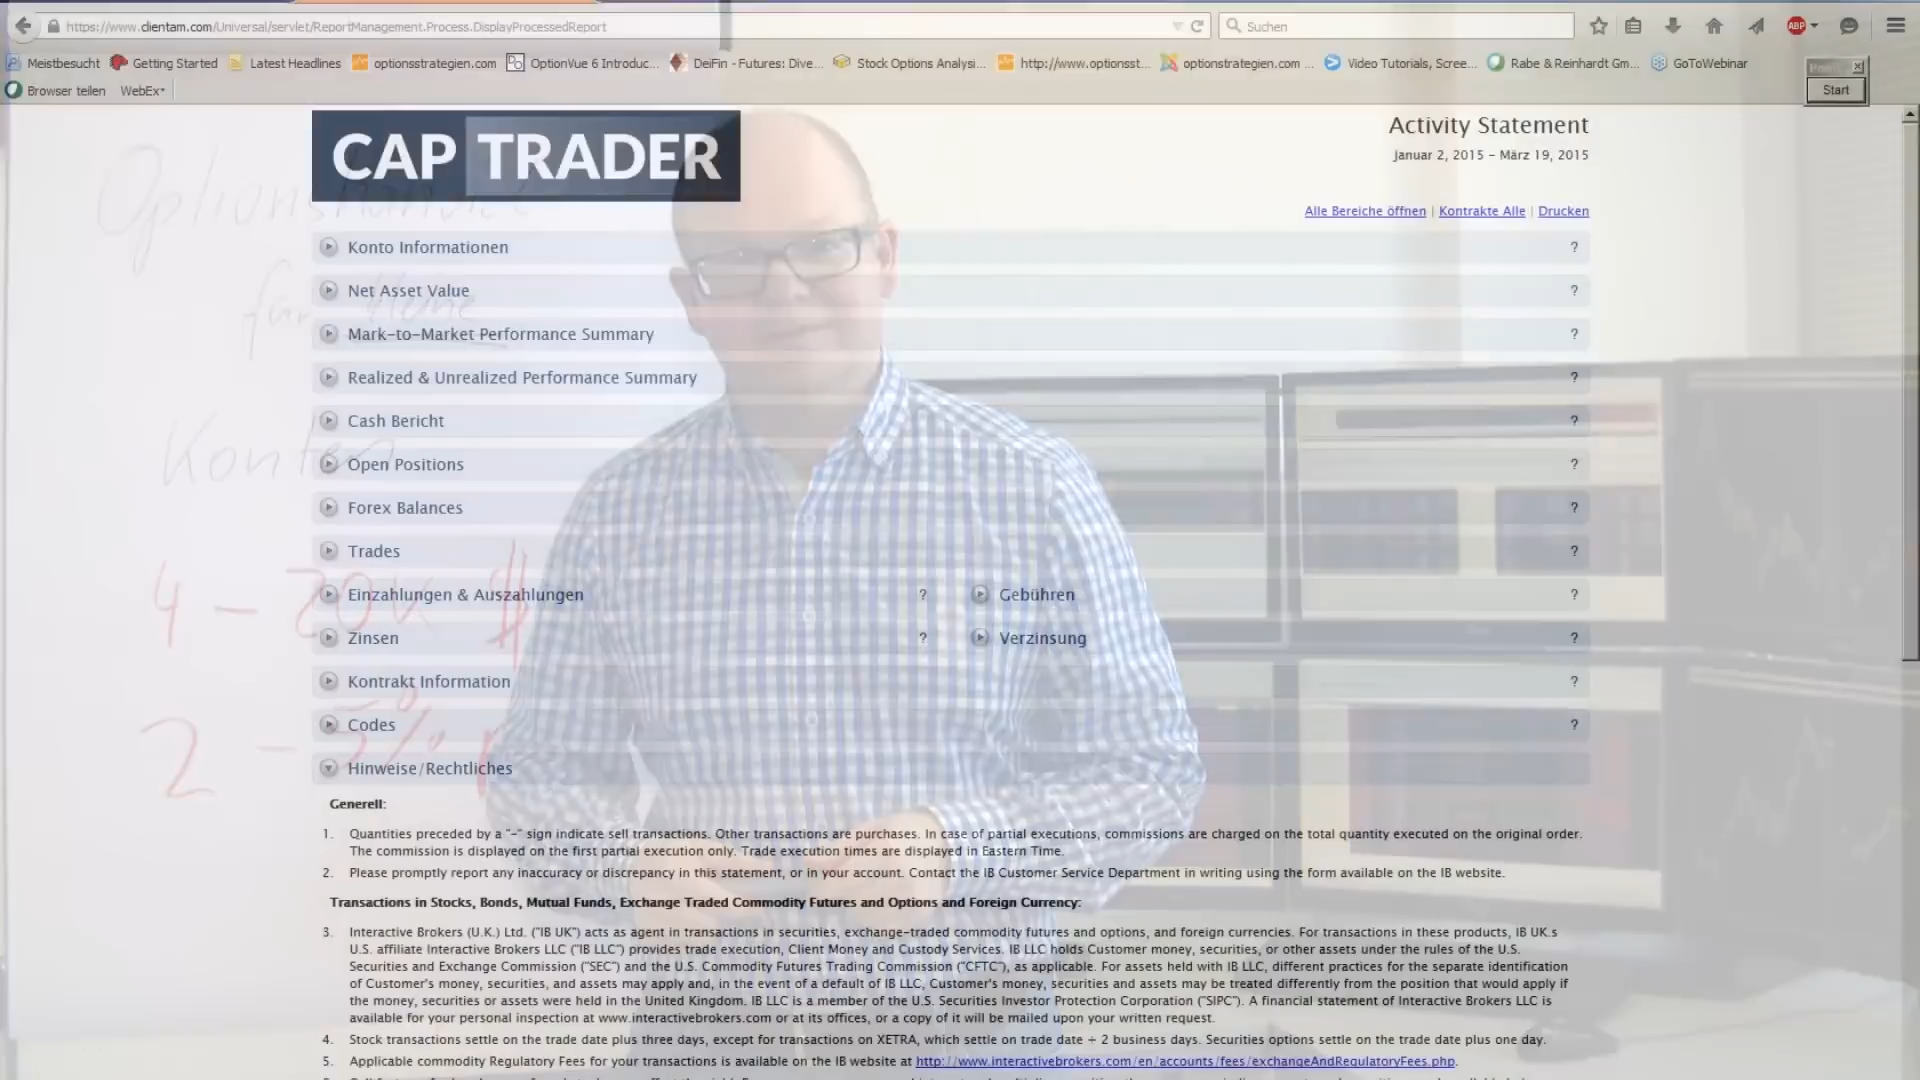 https://www.clientam.com/Universal/servlet/ReportManagement.Process.DisplayProcessedReport
Suchen
ABP
Meistbesucht Getting Started Latest Headlines optionsstrategien.com OptionVue 6 Introduc... DeiFin - Futures: Dive... Stock Options Analysi... http://www.optionsst... optionstrategien.com ... Video Tutorials, Scree... Rabe & Reinhardt Gm... GoToWebinar
Browser teilen WebEx
Start
CAP TRADER
Activity Statement
Januar 2, 2015 - März 19, 2015
Alle Bereiche öffnen | Kontrakte Alle | Drucken
Konto Informationen ?
Net Asset Value ?
für kleine
Mark-to-Market Performance Summary ?
Realized & Unrealized Performance Summary ?
Cash Bericht ?
Konten
Open Positions ?
Forex Balances ?
Trades ?
Einzahlungen & Auszahlungen ? Gebühren ?
4 - 20k $
Zinsen ? Verzinsung ?
Kontrakt Information ?
Codes ?
2 - 5%
Hinweise/Rechtliches
Generell:
1. Quantities preceded by a "-" sign indicate sell transactions. Other transactions are purchases. In case of partial executions, commissions are charged on the total quantity executed on the original order.
The commission is displayed on the first partial execution only. Trade execution times are displayed in Eastern Time.
2. Please promptly report any inaccuracy or discrepancy in this statement, or in your account. Contact the IB Customer Service Department in writing using the form available on the IB website.
Transactions in Stocks, Bonds, Mutual Funds, Exchange Traded Commodity Futures and Options and Foreign Currency:
3. Interactive Brokers (U.K.) Ltd. ("IB UK") acts as agent in transactions in securities, exchange-traded commodity futures and options, and foreign currencies. For transactions in these products, IB UK.s
U.S. affiliate Interactive Brokers LLC ("IB LLC") provides trade execution, Client Money and Custody Services. IB LLC holds Customer money, securities, or other assets under the rules of the U.S.
Securities and Exchange Commission ("SEC") and the U.S. Commodity Futures Trading Commission ("CFTC"), as applicable. For assets held with IB LLC, different practices for the separate identification
of Customer's money, securities, and assets may apply and, in the event of a default of IB LLC, Customer's money, securities and assets may be treated differently from the position that would apply if
the money, securities or assets were held in the United Kingdom. IB LLC is a member of the U.S. Securities Investor Protection Corporation ("SIPC"). A financial statement of Interactive Brokers LLC is
available for your personal inspection at www.interactivebrokers.com or at its offices, or a copy of it will be mailed upon your written request.
4. Stock transactions settle on the trade date plus three days, except for transactions on XETRA, which settle on trade date + 2 business days. Securities options settle on the trade date plus one day.
5. Applicable commodity Regulatory Fees for your transactions is available on the IB website at http://www.interactivebrokers.com/en/accounts/fees/exchangeAndRegulatoryFees.php.